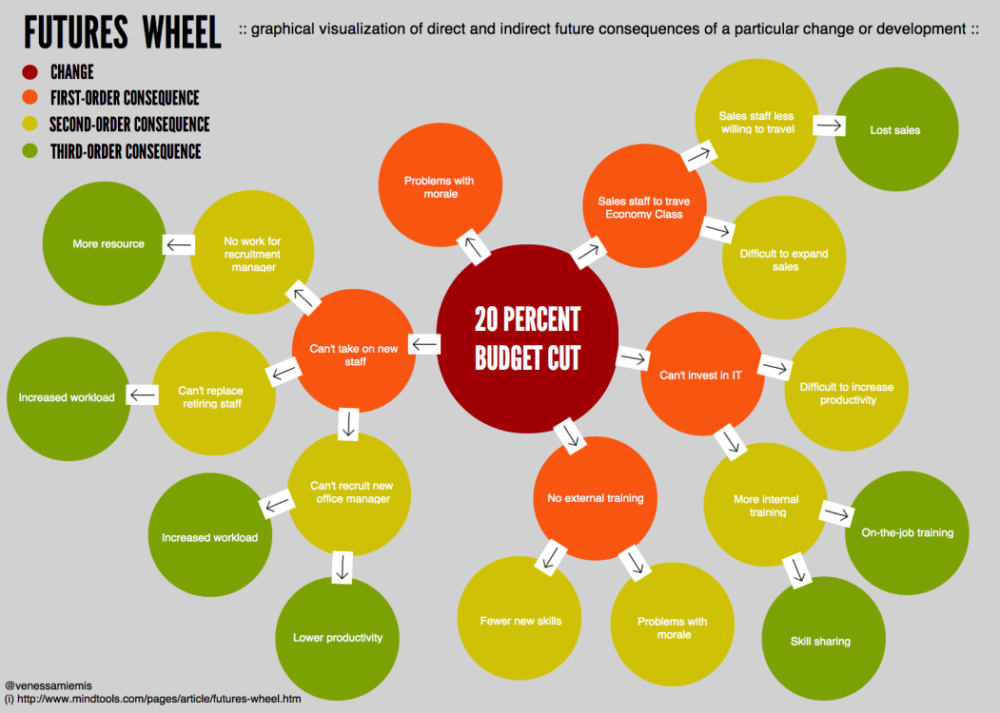 FUTURES WHEEL
:: graphical visualization of direct and indirect future consequences of a particular change or development ::
CHANGE
FIRST-ORDER CONSEQUENCE
SECOND-ORDER CONSEQUENCE
THIRD-ORDER CONSEQUENCE
20 PERCENT
BUDGET CUT
Problems with
morale
Sales staff to trave
Economy Class
Sales staff less
willing to travel
Lost sales
Difficult to expand
sales
Can't invest in IT
Difficult to increase
productivity
More internal
training
On-the-job training
Skill sharing
No external training
Fewer new skills
Problems with
morale
Can't take on new
staff
No work for
recruitment
manager
More resource
Can't replace
retiring staff
Increased workload
Can't recruit new
office manager
Increased workload
Lower productivity
@venessamiemis
(i) http://www.mindtools.com/pages/article/futures-wheel.htm